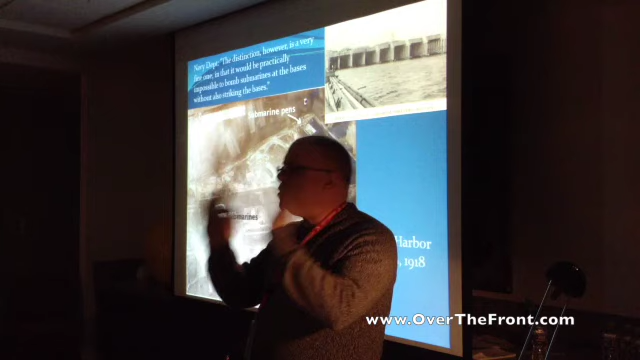 Navy Dept: "The distinction, however, is a very
fine one, in that it would be practically
impossible to bomb submarines at the bases
without also striking the bases."
submarine pens
Harbor
, 1918
www.OverTheFront.com